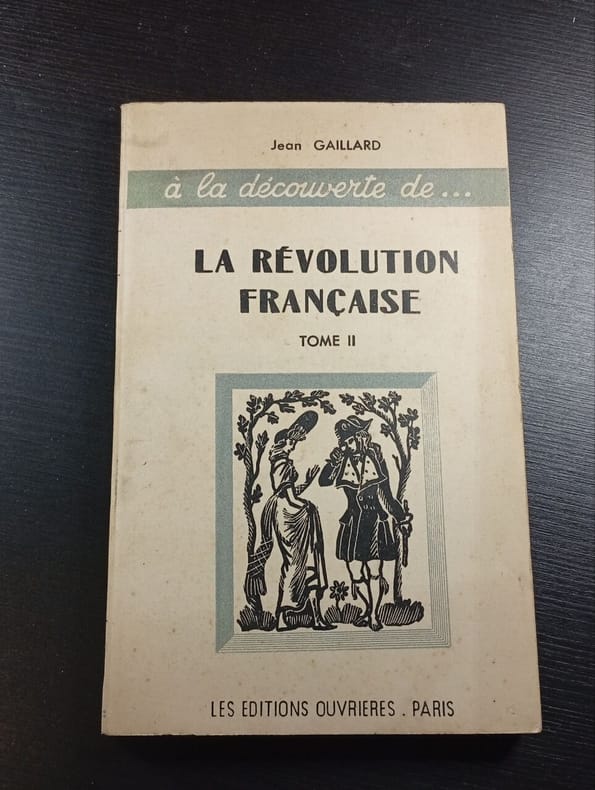 Jean GAILLARD
à la découverte de...
LA RÉVOLUTION
FRANÇAISE
TOME II
LES EDITIONS OUVRIERES . PARIS